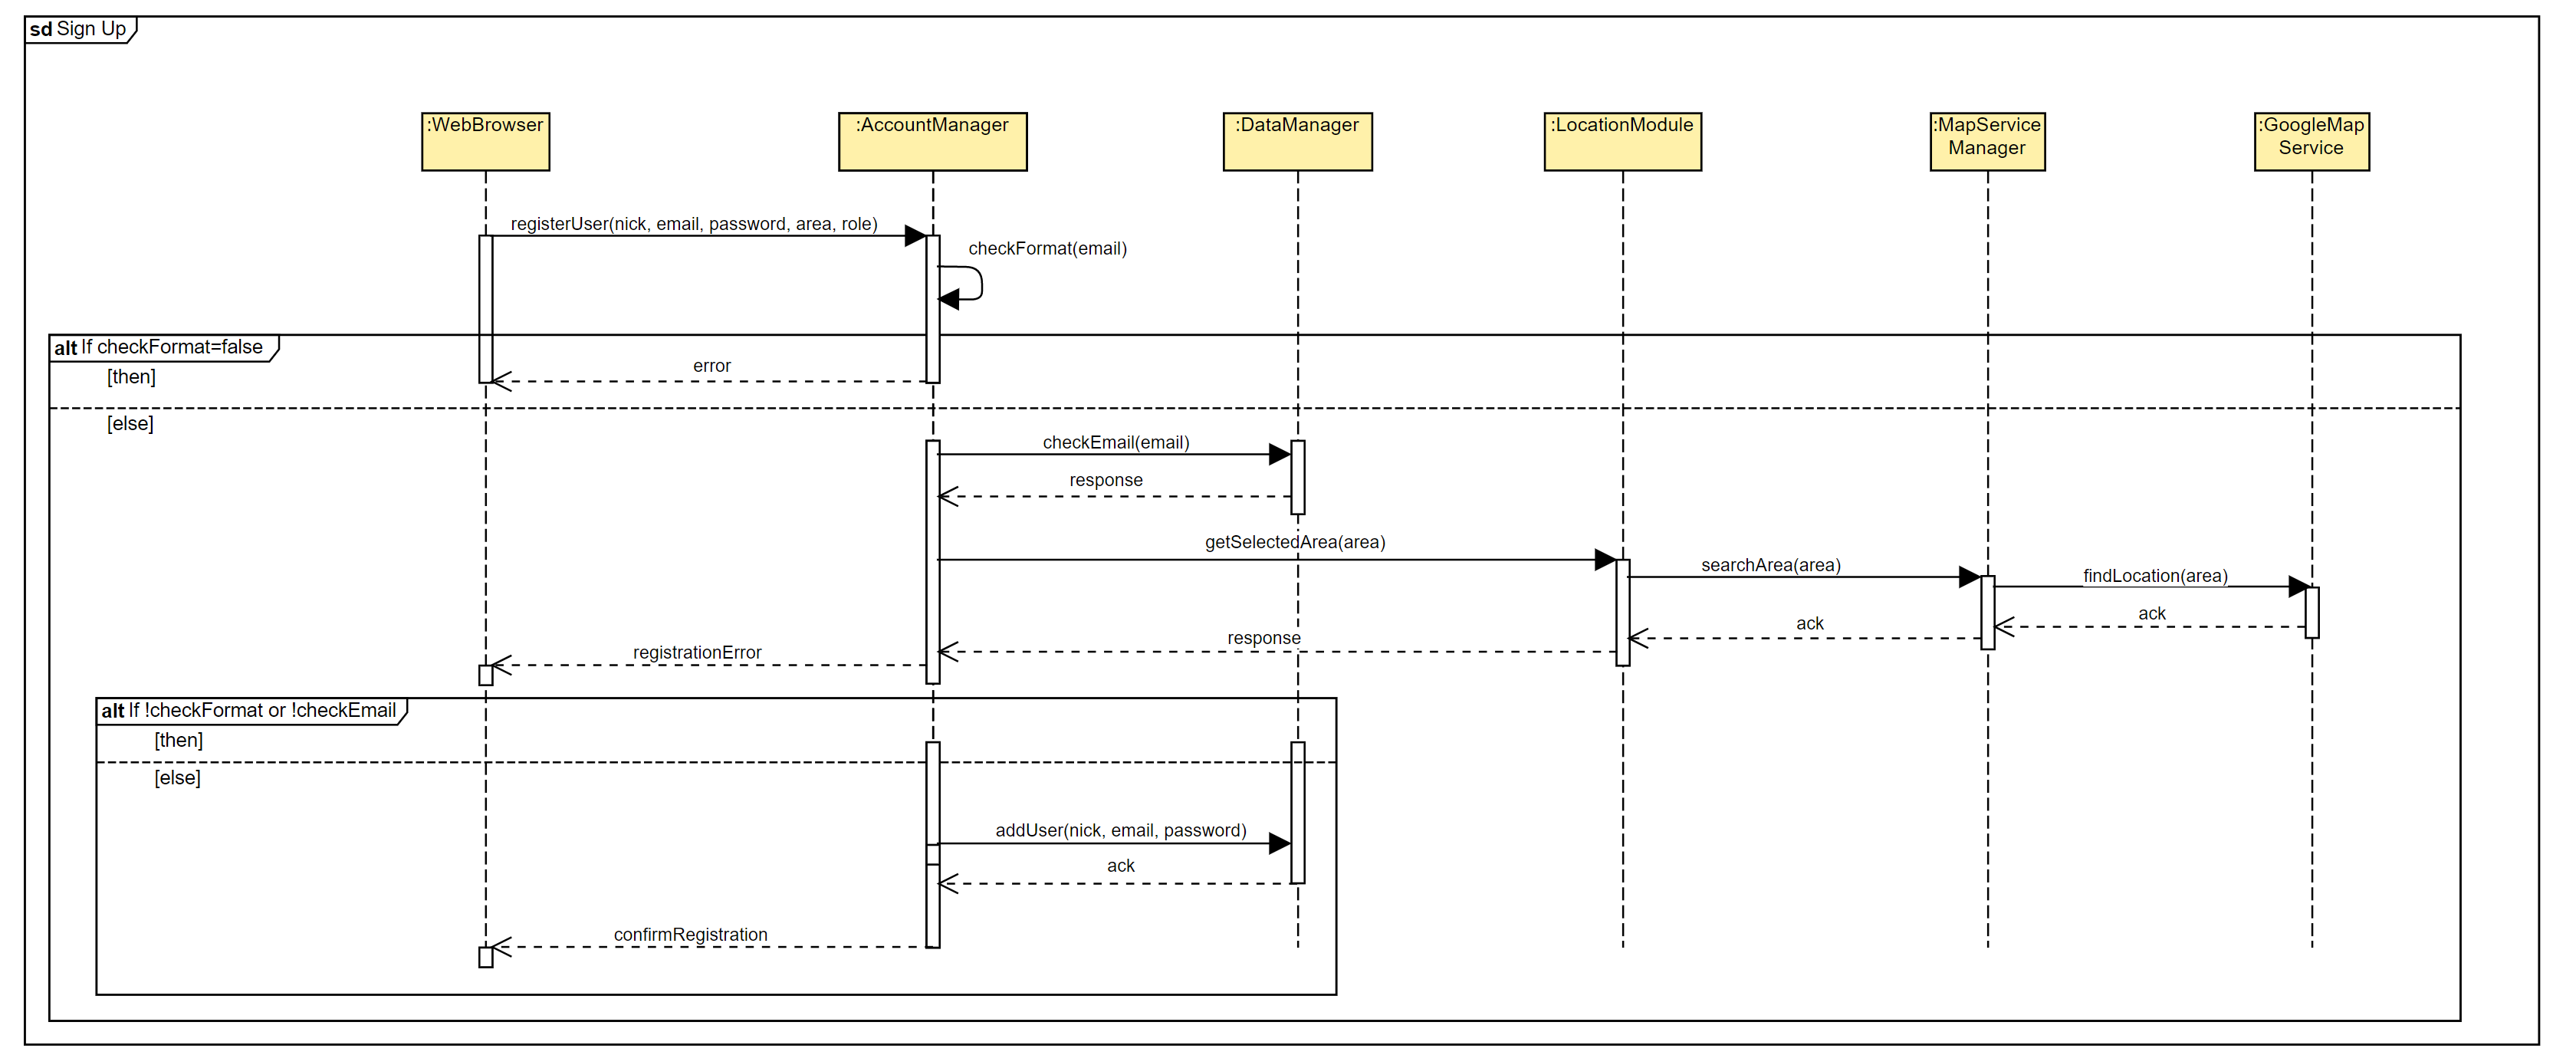 sd Sign Up
:WebBrowser
:AccountManager
:DataManager
:LocationModule
:MapService
Manager
:GoogleMap
Service
registerUser(nick, email, password, area, role)
checkFormat(email)
alt If checkFormat=false
[then]
error
[else]
checkEmail(email)
response
getSelectedArea(area)
searchArea(area)
findLocation(area)
ack
ack
response
registrationError
alt If !checkFormat or !checkEmail
[then]
[else]
addUser(nick, email, password)
ack
confirmRegistration